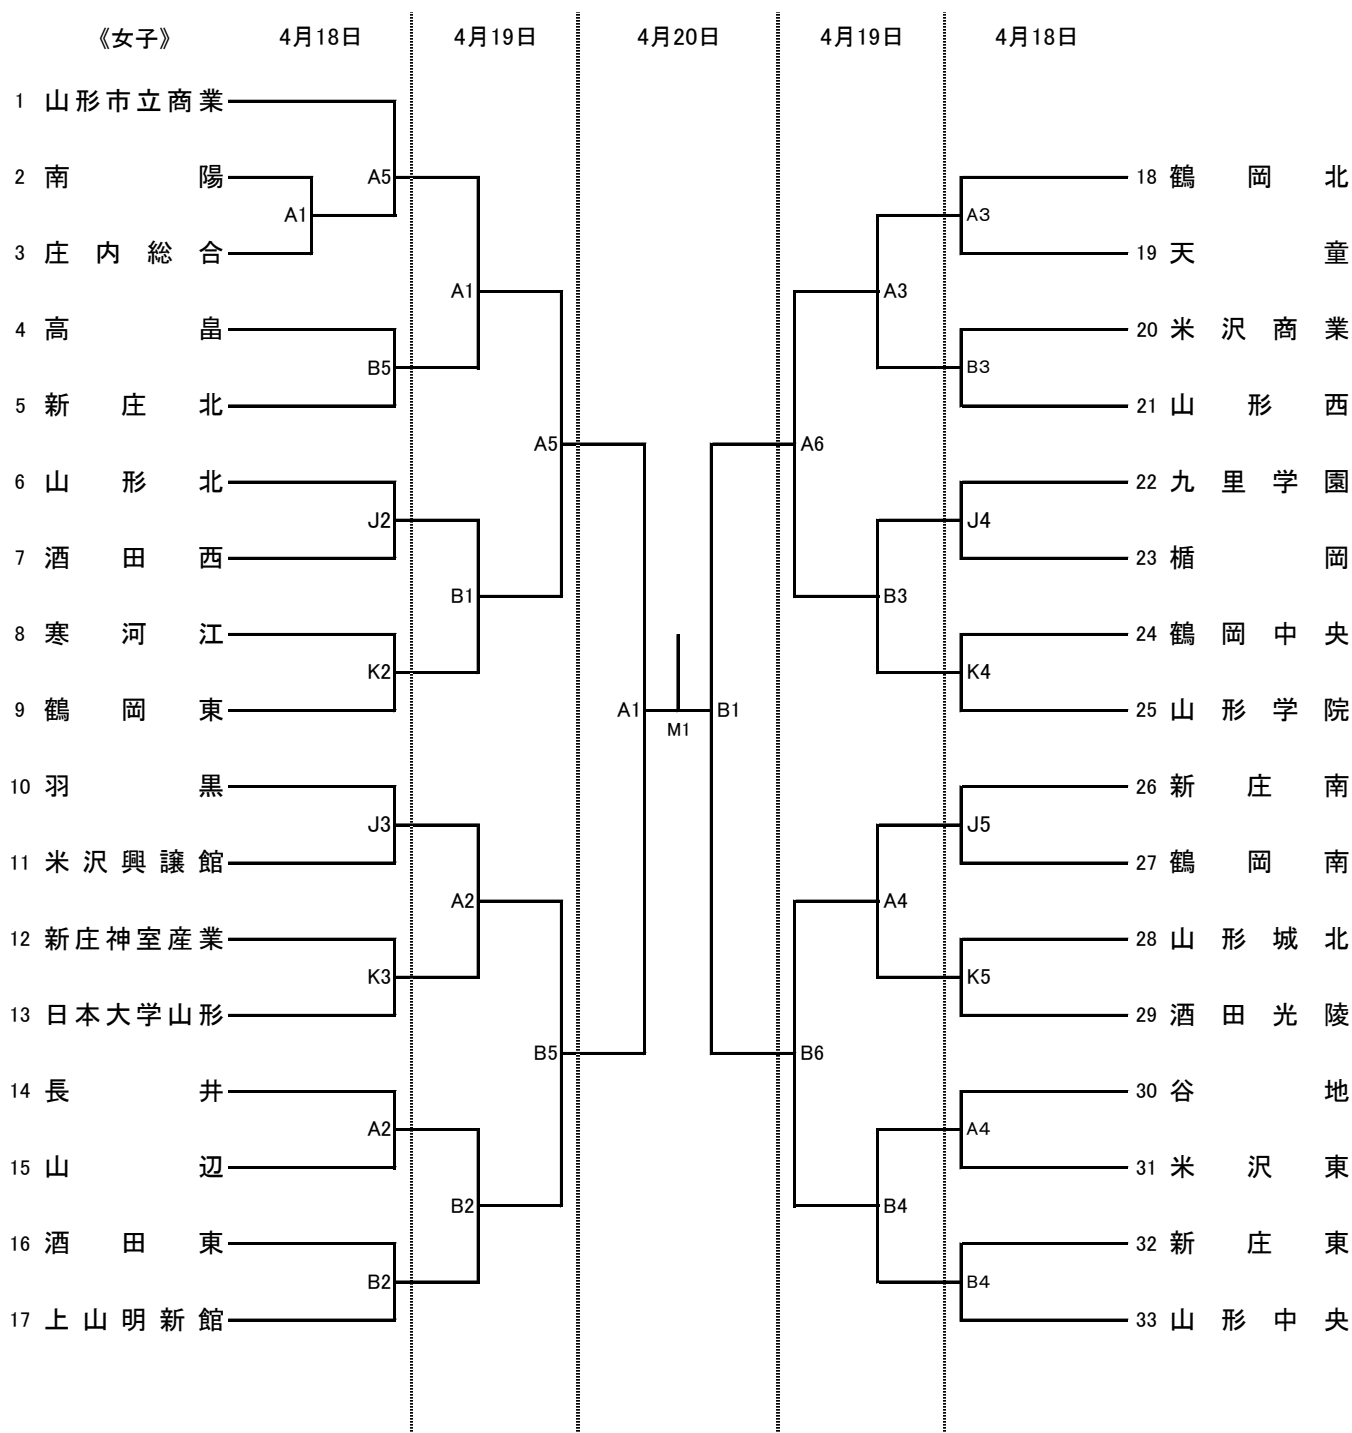 《女子》 4月18日 4月19日 4月20日 4月19日 4月18日
1 山形市立商業
2 南陽 A5 18 鶴岡北
A1 A3
3 庄内総合 19 天童
A1 A3
4 高畠 20 米沢商業
B5 B3
5 新庄北 21 山形西
A5 A6
6 山形北 22 九里学園
J2 J4
7 酒田西 23 楯岡
B1 B3
8 寒河江 24 鶴岡中央
K2 K4
9 鶴岡東 A1 B1 25 山形学院
M1
10 羽黒 26 新庄南
J3 J5
11 米沢興譲館 27 鶴岡南
A2 A4
12 新庄神室産業 28 山形城北
K3 K5
13 日本大学山形 29 酒田光陵
B5 B6
14 長井 30 谷地
A2 A4
15 山辺 31 米沢東
B2 B4
16 酒田東 32 新庄東
B2 B4
17 上山明新館 33 山形中央